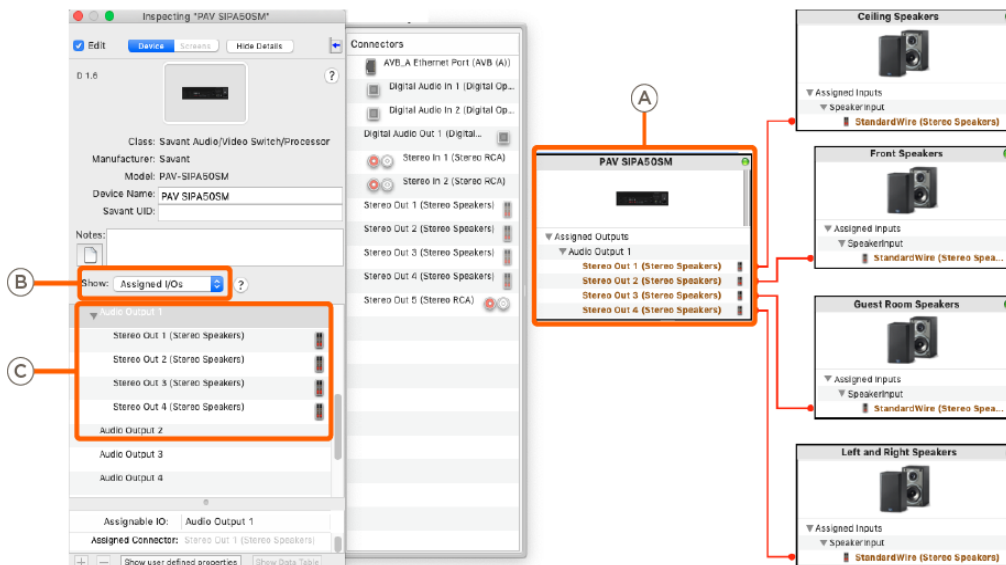 Inspecting "PAV SIPA50SM"
Edit
Device
Screens
Hide Details
D 1.6
?
Class: Savant Audio/Video Switch/Processor
Manufacturer: Savant
Model: PAV-SIPA50SM
Device Name: PAV SIPA50SM
Savant UID:
Notes:
B
Show: Assigned I/Os
?
C
Audio Output 1
Stereo Out 1 (Stereo Speakers)
Stereo Out 2 (Stereo Speakers)
Stereo Out 3 (Stereo Speakers)
Stereo Out 4 (Stereo Speakers)
Audio Output 2
Audio Output 3
Audio Output 4
Assignable IO: Audio Output 1
Assigned Connector: Stereo Out 1 (Stereo Speakers)
Show user defined properties
Show Data Table
Connectors
AVB_A Ethernet Port (AVB (A))
Digital Audio In 1 (Digital Op...
Digital Audio In 2 (Digital Op...
Digital Audio Out 1 (Digital...
Stereo In 1 (Stereo RCA)
Stereo In 2 (Stereo RCA)
Stereo Out 1 (Stereo Speakers)
Stereo Out 2 (Stereo Speakers)
Stereo Out 3 (Stereo Speakers)
Stereo Out 4 (Stereo Speakers)
Stereo Out 5 (Stereo RCA)
A
PAV SIPA50SM
Assigned Outputs
Audio Output 1
Stereo Out 1 (Stereo Speakers)
Stereo Out 2 (Stereo Speakers)
Stereo Out 3 (Stereo Speakers)
Stereo Out 4 (Stereo Speakers)
Ceiling Speakers
Assigned Inputs
SpeakerInput
StandardWire (Stereo Speakers)
Front Speakers
Assigned Inputs
SpeakerInput
StandardWire (Stereo Spea...
Guest Room Speakers
Assigned Inputs
SpeakerInput
StandardWire (Stereo Spea...
Left and Right Speakers
Assigned Inputs
SpeakerInput
StandardWire (Stereo Speakers)